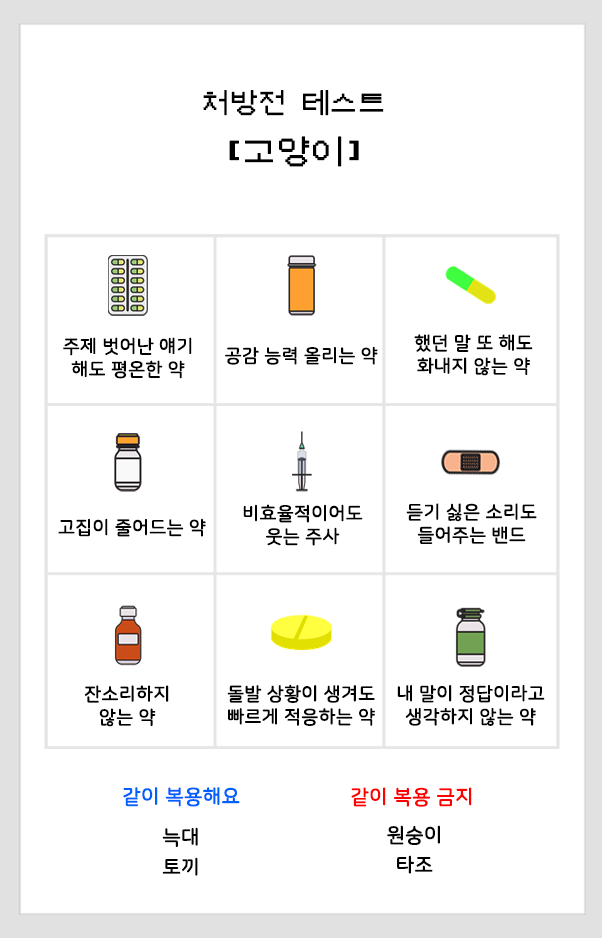 처방전 테스트
[고양이]
주제 벗어난 얘기
해도 평온한 약
공감 능력 올리는 약
했던 말 또 해도
화내지 않는 약
고집이 줄어드는 약
비효율적이어도
웃는 주사
듣기 싫은 소리도
들어주는 밴드
잔소리하지
않는 약
돌발 상황이 생겨도
빠르게 적응하는 약
내 말이 정답이라고
생각하지 않는 약
같이 복용해요
늑대
토끼
같이 복용 금지
원숭이
타조